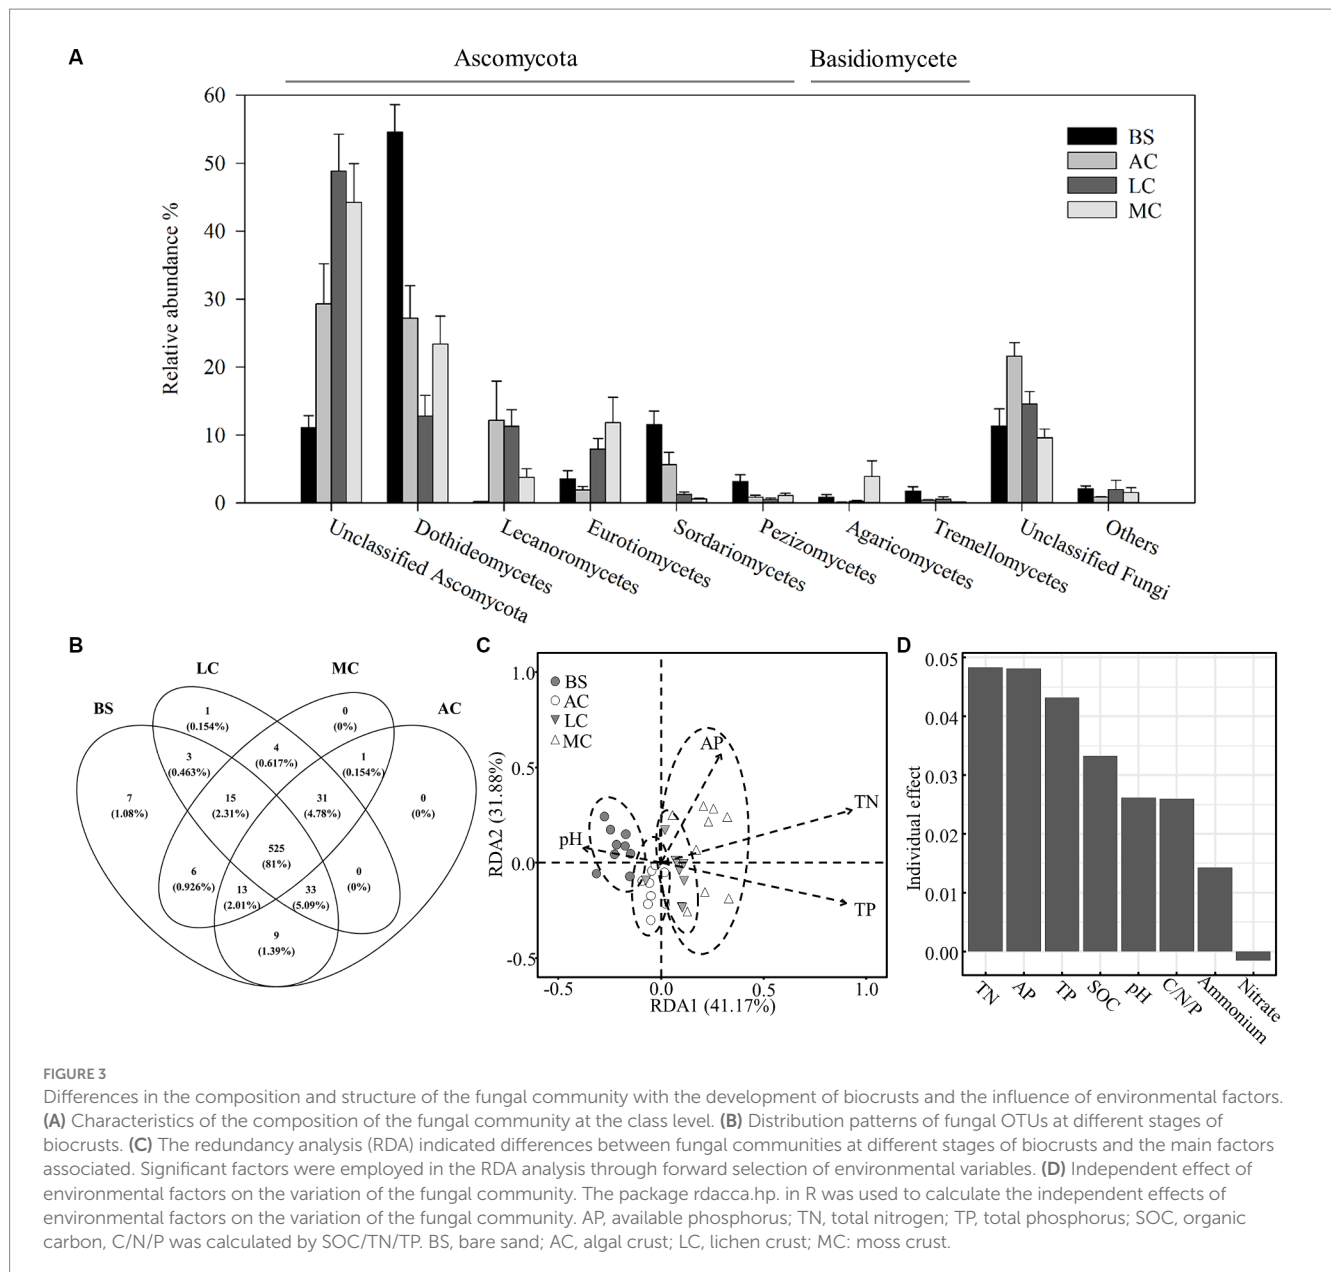 A
Ascomycota
Basidiomycete
Relative abundance %
60
50
40
30
20
10
0
BS
AC
LC
MC
Unclassified Ascomycota
Dothideomycetes
Lecanoromycetes
Eurotiomycetes
Sordariomycetes
Pezizomycetes
Agaricomycetes
Tremellomycetes
Unclassified Fungi
Others
B
BS
LC
MC
AC
1
(0.154%)
0
(0%)
3
(0.463%)
4
(0.617%)
1
(0.154%)
7
(1.08%)
15
(2.31%)
31
(4.78%)
0
(0%)
525
(81%)
6
(0.926%)
13
(2.01%)
33
(5.09%)
0
(0%)
9
(1.39%)
C
RDA2 (31.88%)
1.0
0.5
0.0
-0.5
BS
AC
LC
MC
AP
TN
pH
TP
-0.5
0.0
0.5
1.0
RDA1 (41.17%)
D
Individual effect
0.05
0.04
0.03
0.02
0.01
0.00
TN
AP
TP
SOC
pH
C/N/P
Ammonium
Nitrate
FIGURE 3
Differences in the composition and structure of the fungal community with the development of biocrusts and the influence of environmental factors.
(A) Characteristics of the composition of the fungal community at the class level. (B) Distribution patterns of fungal OTUs at different stages of
biocrusts. (C) The redundancy analysis (RDA) indicated differences between fungal communities at different stages of biocrusts and the main factors
associated. Significant factors were employed in the RDA analysis through forward selection of environmental variables. (D) Independent effect of
environmental factors on the variation of the fungal community. The package rdacca.hp. in R was used to calculate the independent effects of
environmental factors on the variation of the fungal community. AP, available phosphorus; TN, total nitrogen; TP, total phosphorus; SOC, organic
carbon, C/N/P was calculated by SOC/TN/TP. BS, bare sand; AC, algal crust; LC, lichen crust; MC: moss crust.